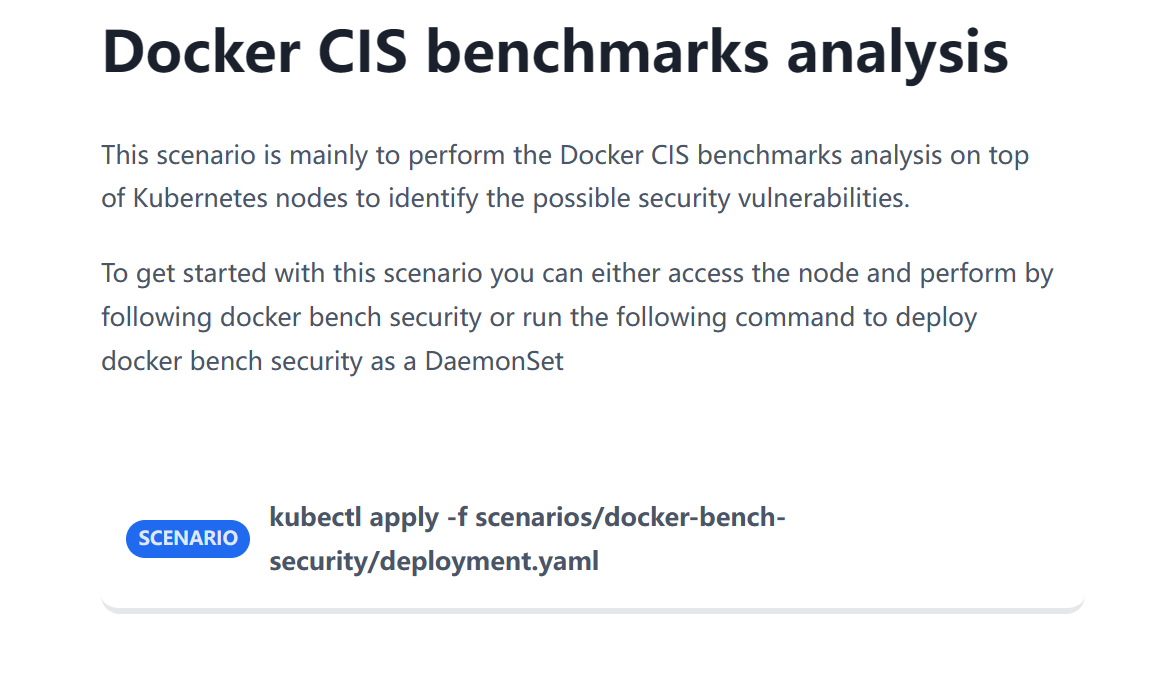 Docker CIS benchmarks analysis
This scenario is mainly to perform the Docker CIS benchmarks analysis on top
of Kubernetes nodes to identify the possible security vulnerabilities.
To get started with this scenario you can either access the node and perform by
following docker bench security or run the following command to deploy
docker bench security as a DaemonSet
SCENARIO
kubectl apply -f scenarios/docker-bench-
security/deployment.yaml